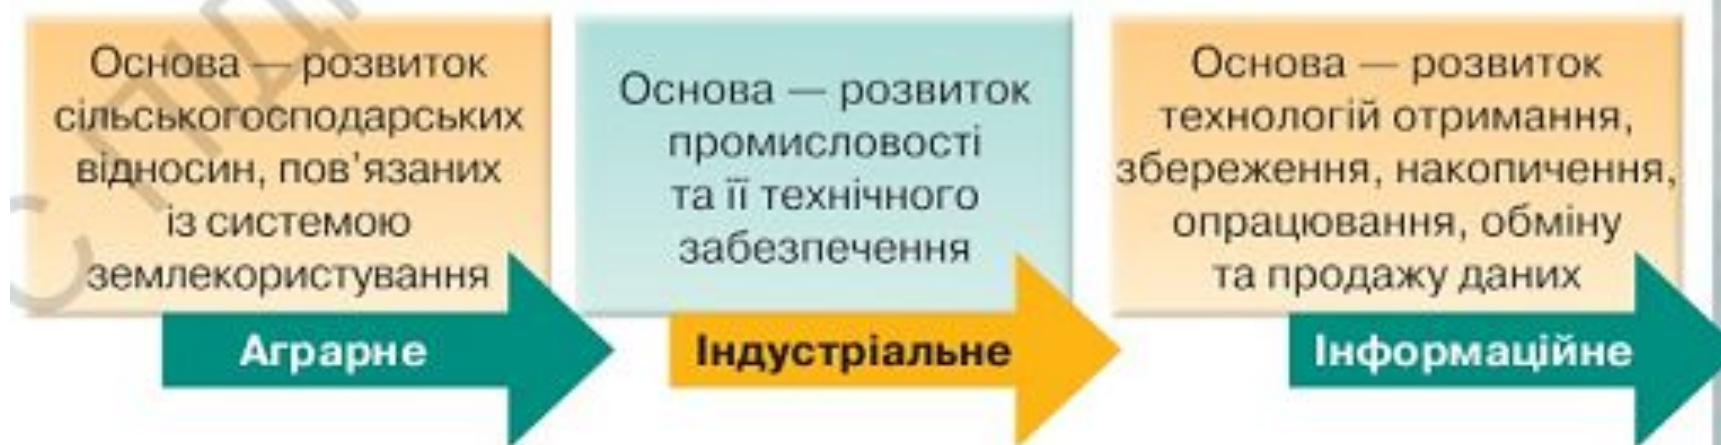 Основа — розвиток
сільськогосподарських
відносин, пов’язаних
із системою
землекористування
Аграрне
Основа — розвиток
промисловості
та її технічного
забезпечення
Індустріальне
Основа — розвиток
технологій отримання,
збереження, накопичення,
опрацювання, обміну
та продажу даних
Інформаційне